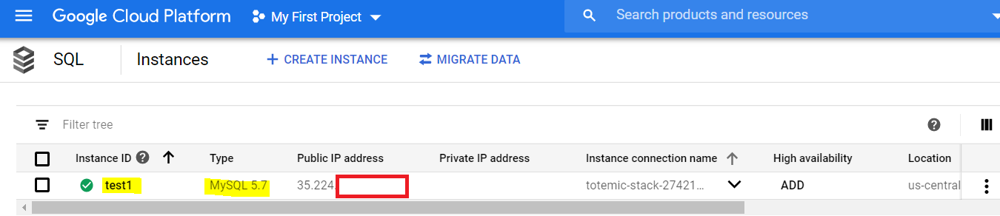 Google Cloud Platform My First Project Search products and resources
SQL Instances + CREATE INSTANCE MIGRATE DATA
Filter tree
Instance ID Type Public IP address Private IP address Instance connection name High availability Location
test1 MySQL 5.7 35.224. totemic-stack-27421... ADD us-central